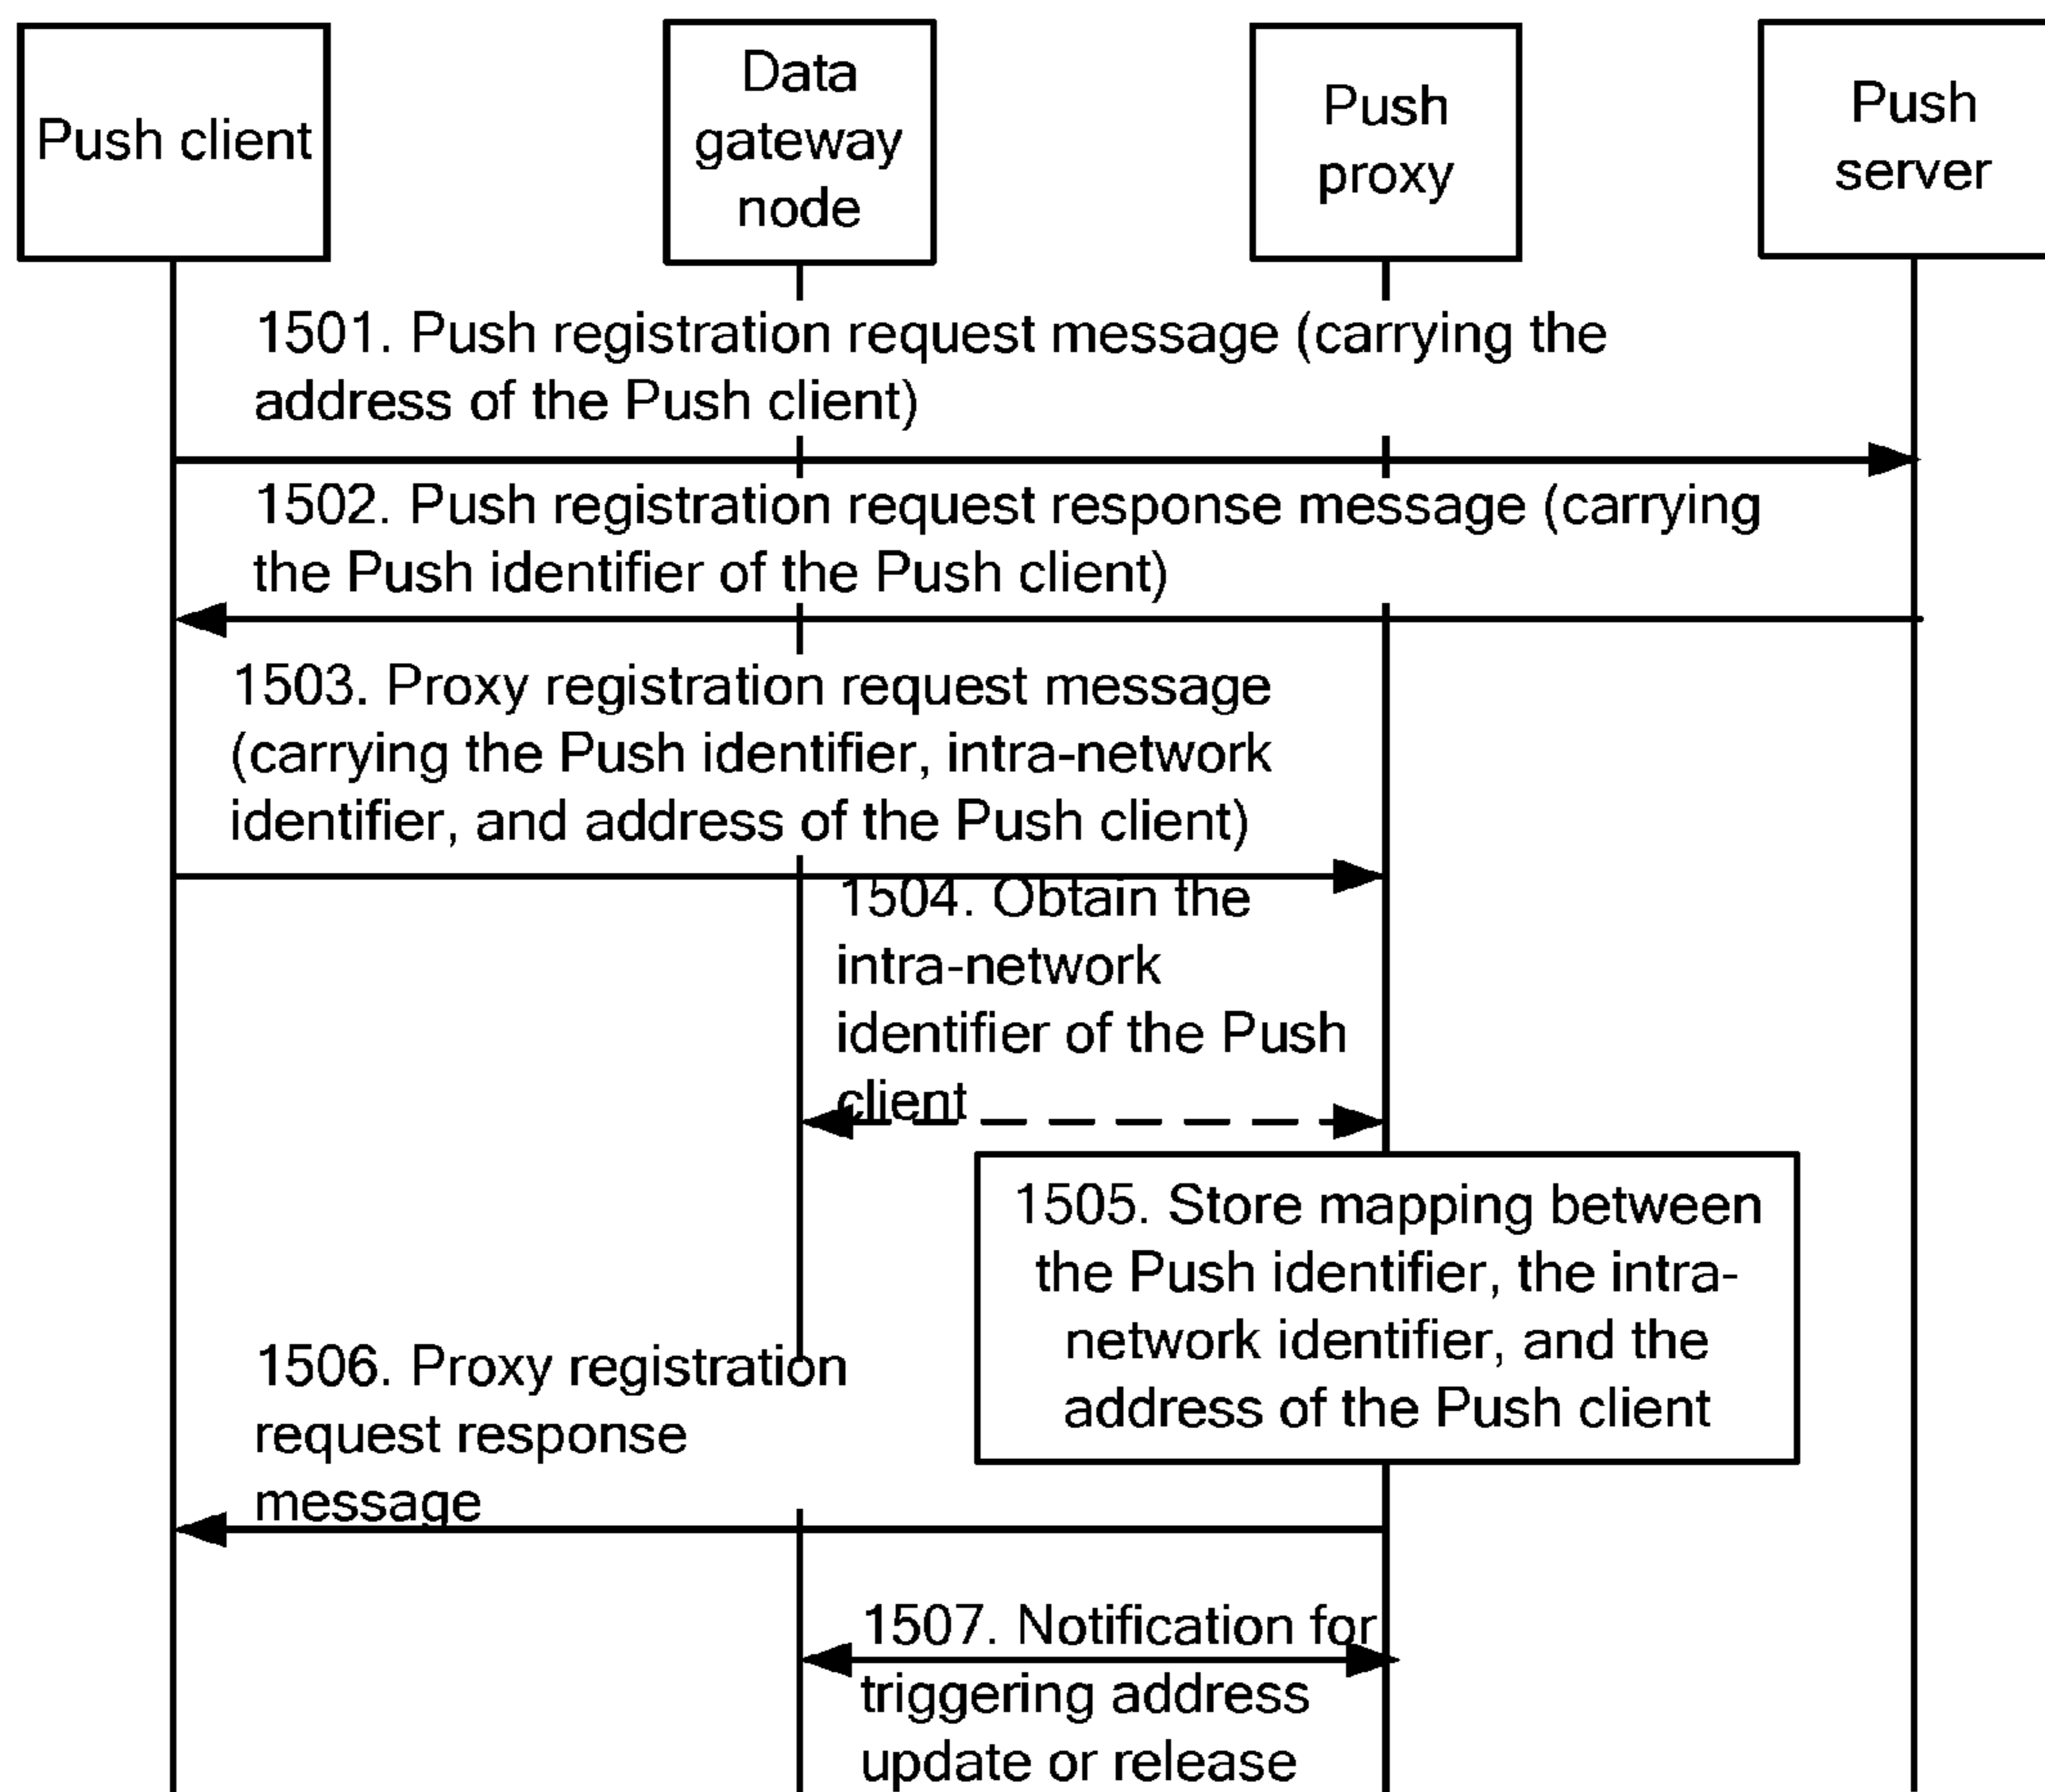 Push client
Data
gateway
node
Push
proxy
Push
server
1501. Push registration request message (carrying the
address of the Push client)
1502. Push registration request response message (carrying
the Push identifier of the Push client)
1503. Proxy registration request message
(carrying the Push identifier, intra-network
identifier, and address of the Push client)
1504. Obtain the
intra-network
identifier of the Push
client
1505. Store mapping between
the Push identifier, the intra-
network identifier, and the
address of the Push client
1506. Proxy registration
request response
message
1507. Notification for
triggering address
update or release